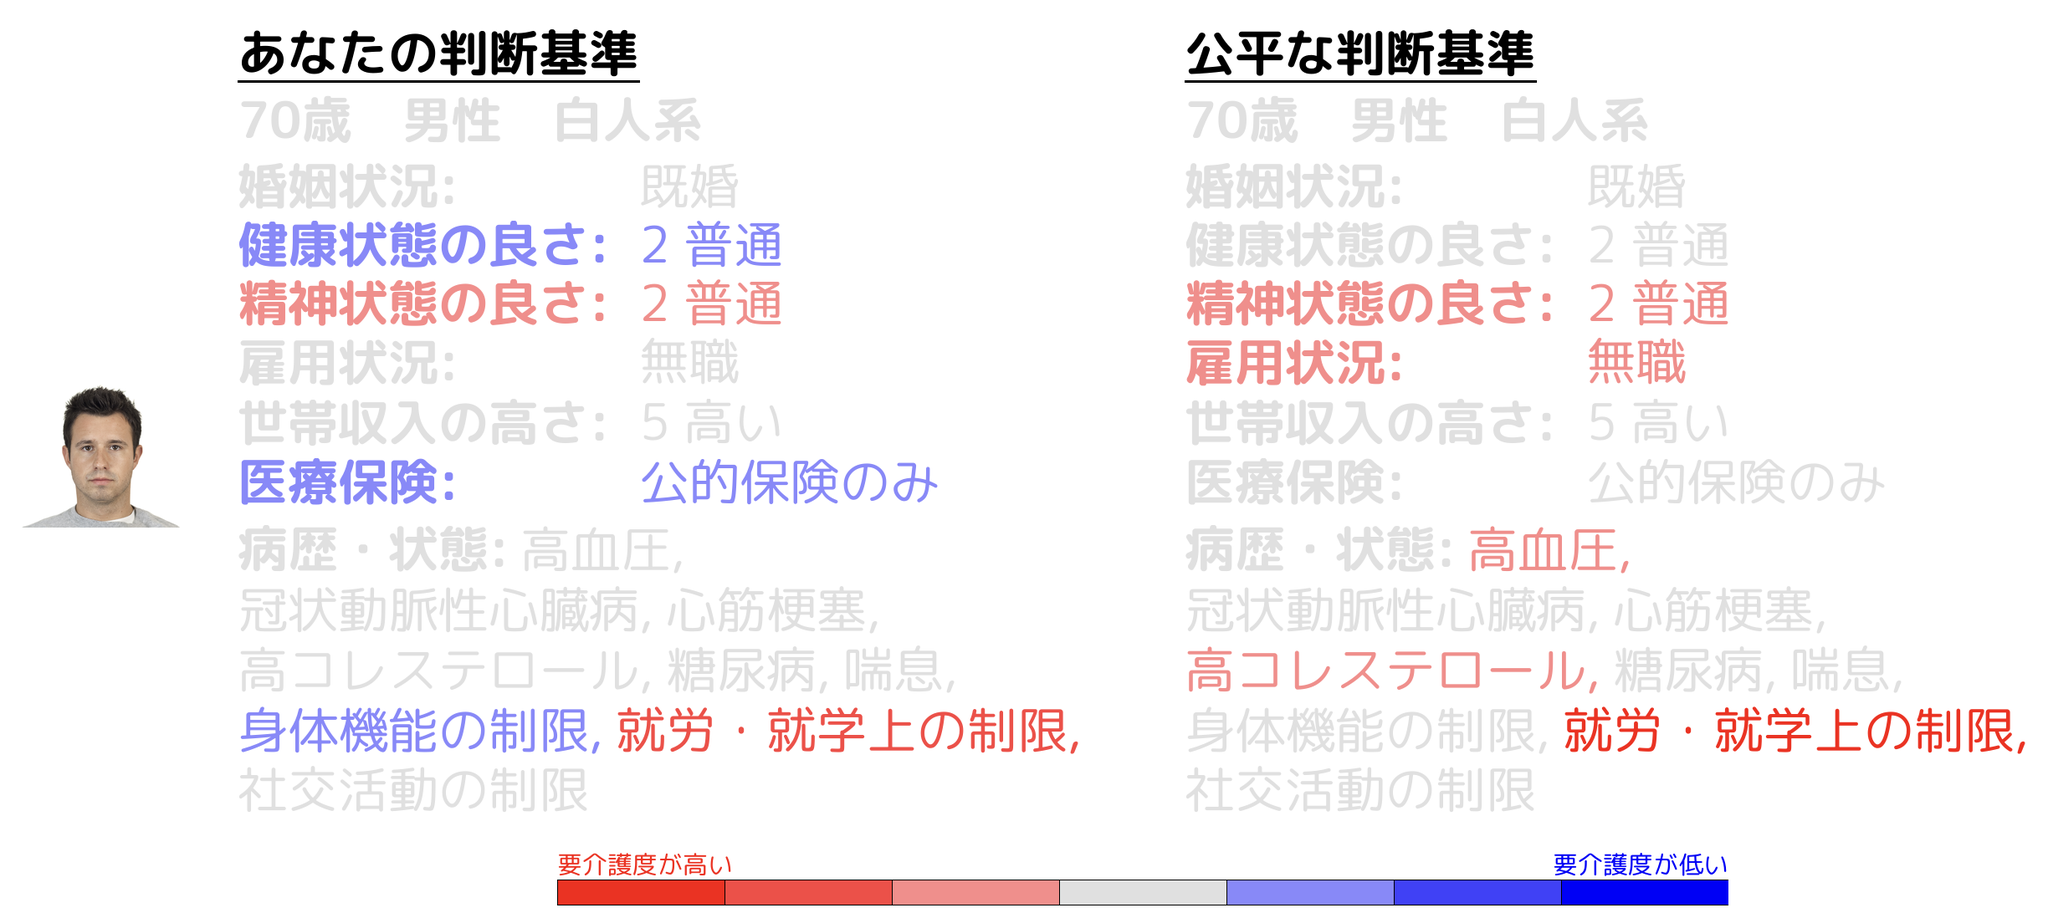 あなたの判断基準
70歳 男性 白人系
婚姻状況: 既婚
健康状態の良さ: 2 普通
精神状態の良さ: 2 普通
雇用状況: 無職
世帯収入の高さ: 5 高い
医療保険: 公的保険のみ
病歴・状態: 高血圧,
冠状動脈性心臓病, 心筋梗塞,
高コレステロール, 糖尿病, 喘息,
身体機能の制限, 就労・就学上の制限,
社交活動の制限
公平な判断基準
70歳 男性 白人系
婚姻状況: 既婚
健康状態の良さ: 2 普通
精神状態の良さ: 2 普通
雇用状況: 無職
世帯収入の高さ: 5 高い
医療保険: 公的保険のみ
病歴・状態: 高血圧,
冠状動脈性心臓病, 心筋梗塞,
高コレステロール, 糖尿病, 喘息,
身体機能の制限, 就労・就学上の制限,
社交活動の制限
要介護度が高い
要介護度が低い